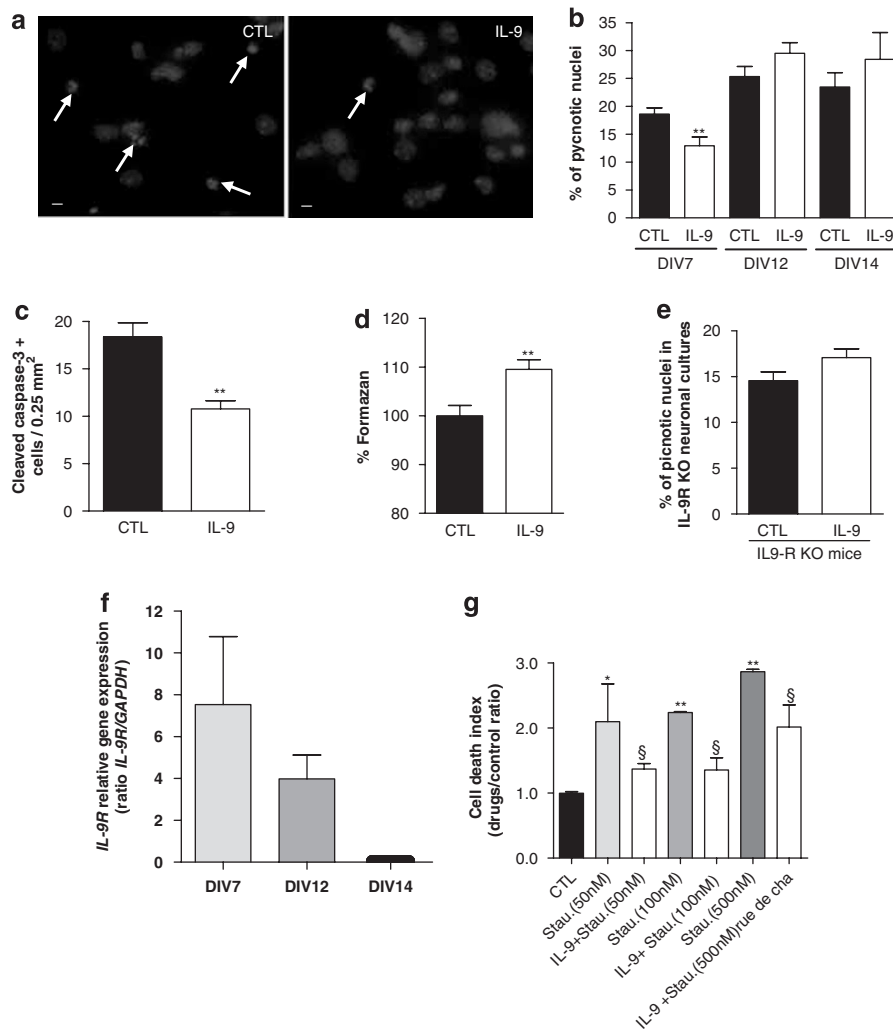 a
CTL
IL-9
b
% of pycnotic nuclei
35
30
25
20
15
10
5
0
**
CTL IL-9 CTL IL-9 CTL IL-9
DIV7 DIV12 DIV14
c
Cleaved caspase-3 +
cells / 0.25 mm²
20
15
10
5
0
**
CTL IL-9
d
% Formazan
120
110
100
90
80
**
CTL IL-9
e
% of picnotic nuclei in
IL-9R KO neuronal cultures
20
15
10
5
0
CTL IL-9
IL9-R KO mice
f
IL-9R relative gene expression
(ratio IL-9R/GAPDH)
12
10
8
6
4
2
0
DIV7 DIV12 DIV14
g
Cell death index
(drugs/control ratio)
3.0
2.0
1.0
0.0
*
§
**
§
**
§
CTL
Stau.(50nM)
IL-9+Stau.(50nM)
Stau.(100nM)
IL-9+ Stau.(100nM)
Stau.(500nM)
IL-9 +Stau.(500nM)rue de cha